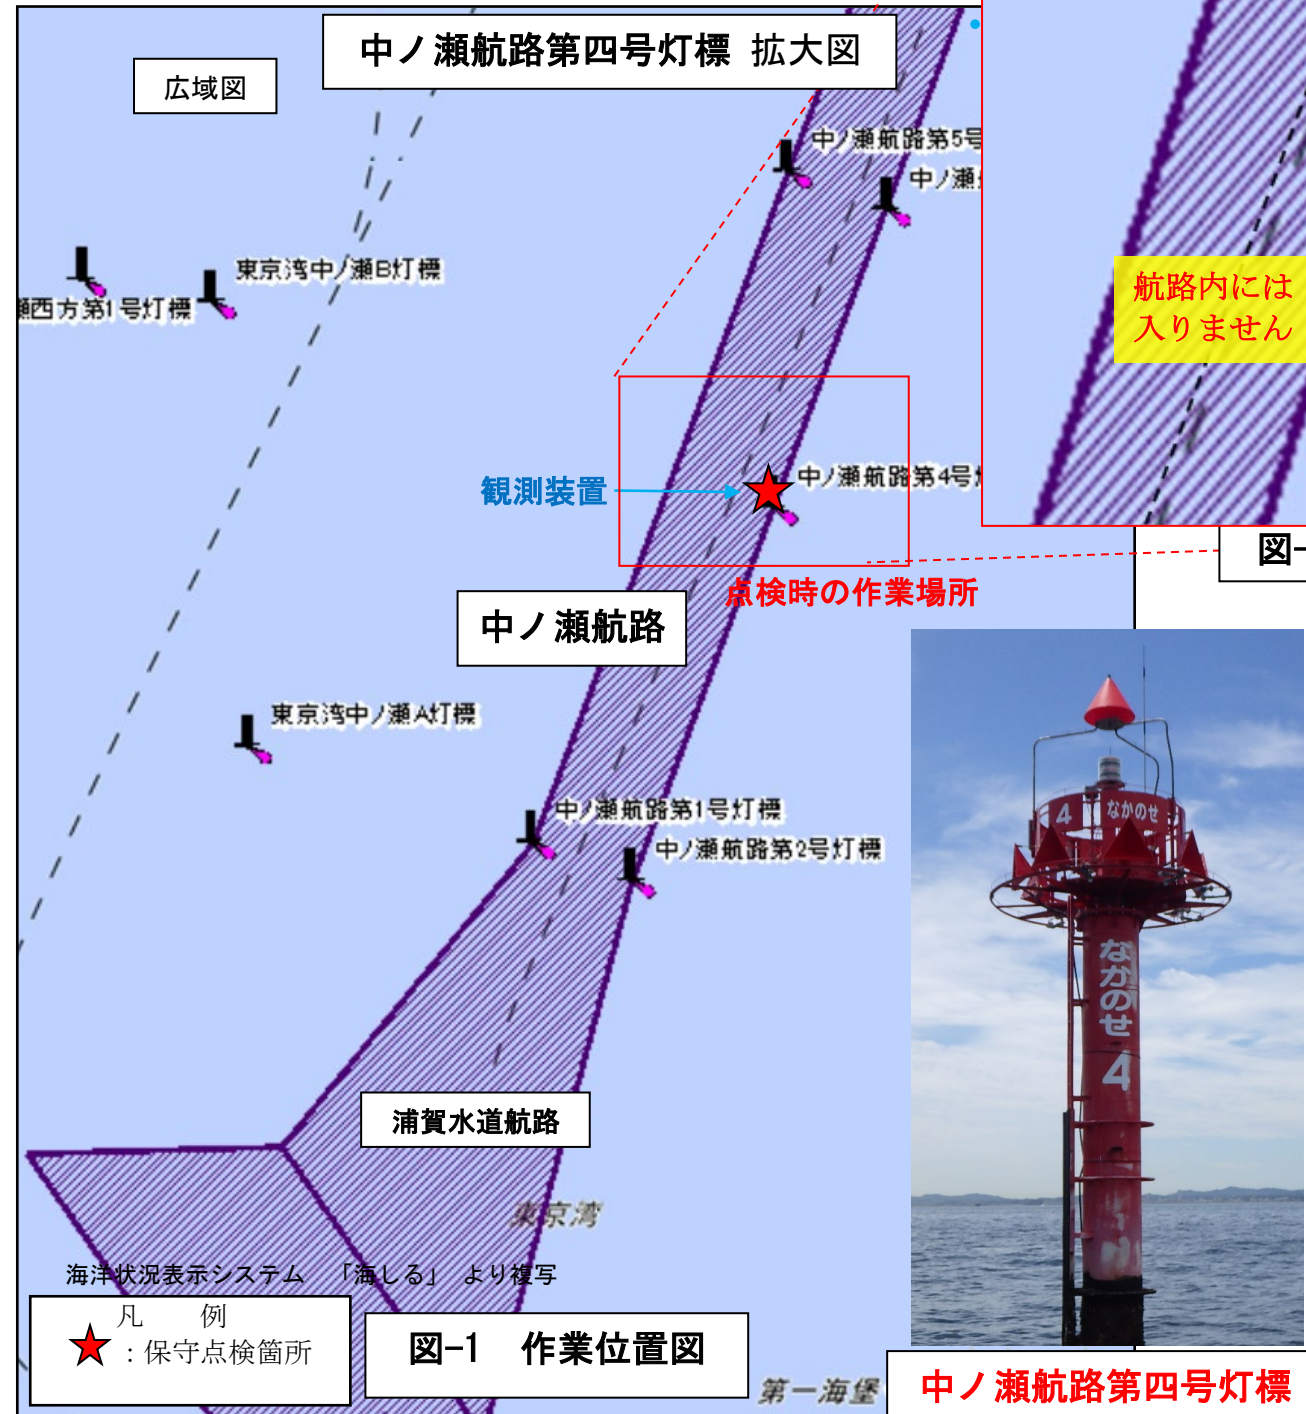 中ノ瀬航路第四号灯標 拡大図
広域図
中ノ瀬航路第5号
中ノ瀬
東京湾中ノ瀬B灯標
瀬西方第1号灯標
航路内には
入りません
中ノ瀬航路第4号
観測装置
図-
点検時の作業場所
中ノ瀬航路
東京湾中ノ瀬A灯標
中ノ瀬航路第1号灯標
中ノ瀬航路第2号灯標
4 なかのせ
なかのせ 4
浦賀水道航路
東京湾
海洋状況表示システム 「海しる」 より複写
凡 例
★：保守点検箇所
図-1 作業位置図
第一海堡
中ノ瀬航路第四号灯標